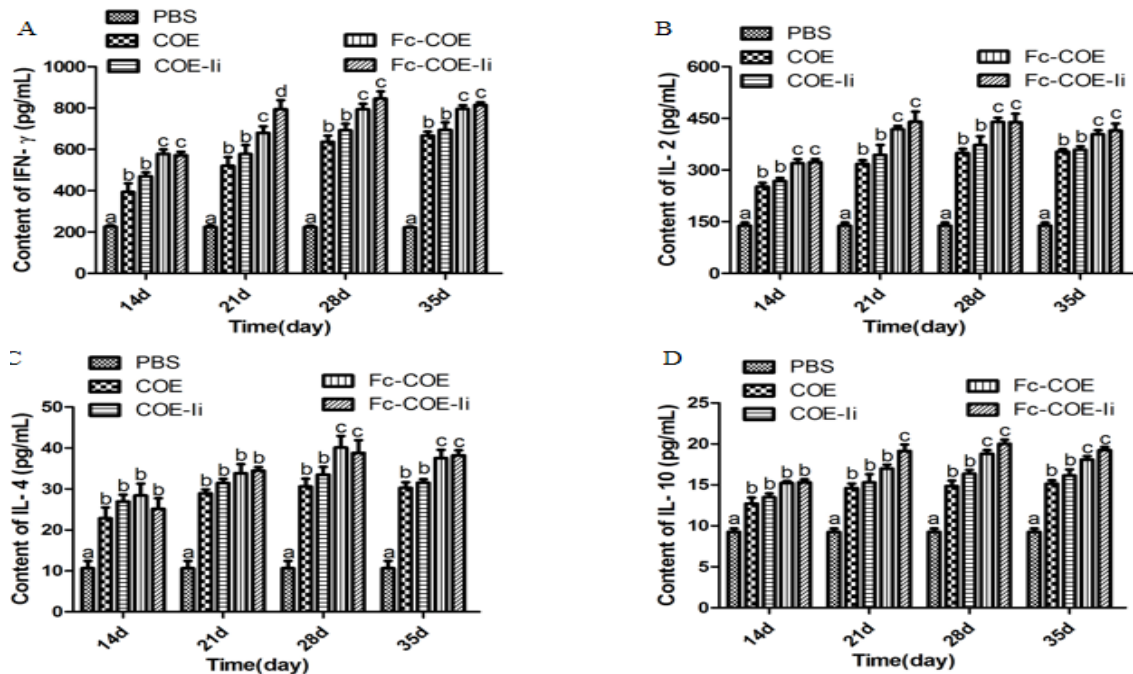 A
PBS
COE
COE-Ii
Fc-COE
Fc-COE-Ii
Content of IFN- γ (pg/mL)
1000
800
600
400
200
0
a b b c c
a b b c d
a b b c c
a b b c c
14d 21d 28d 35d
Time(day)
B
PBS
COE
COE-Ii
Fc-COE
Fc-COE-Ii
Content of IL- 2 (pg/mL)
600
450
300
150
0
a b b c c
a b b c c
a b b c c
a b b c c
14d 21d 28d 35d
Time(day)
C
PBS
COE
COE-Ii
Fc-COE
Fc-COE-Ii
Content of IL- 4 (pg/mL)
50
40
30
20
10
0
a b b b b
a b b b b
a b b c c
a b b c c
14d 21d 28d 35d
Time(day)
D
PBS
COE
COE-Ii
Fc-COE
Fc-COE-Ii
Content of IL- 10 (pg/mL)
25
20
15
10
5
0
a b b b b
a b b b c
a b b c c
a b b c c
14d 21d 28d 35d
Time(day)